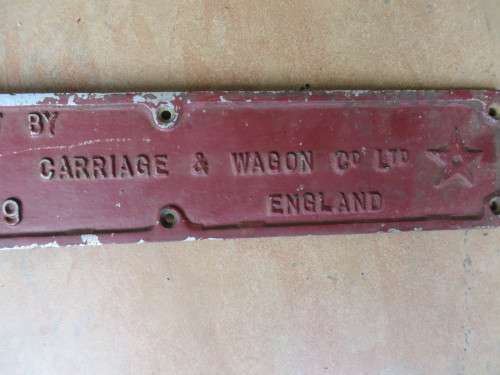 BY
CARRIAGE & WAGON Co LTD
9 ENGLAND